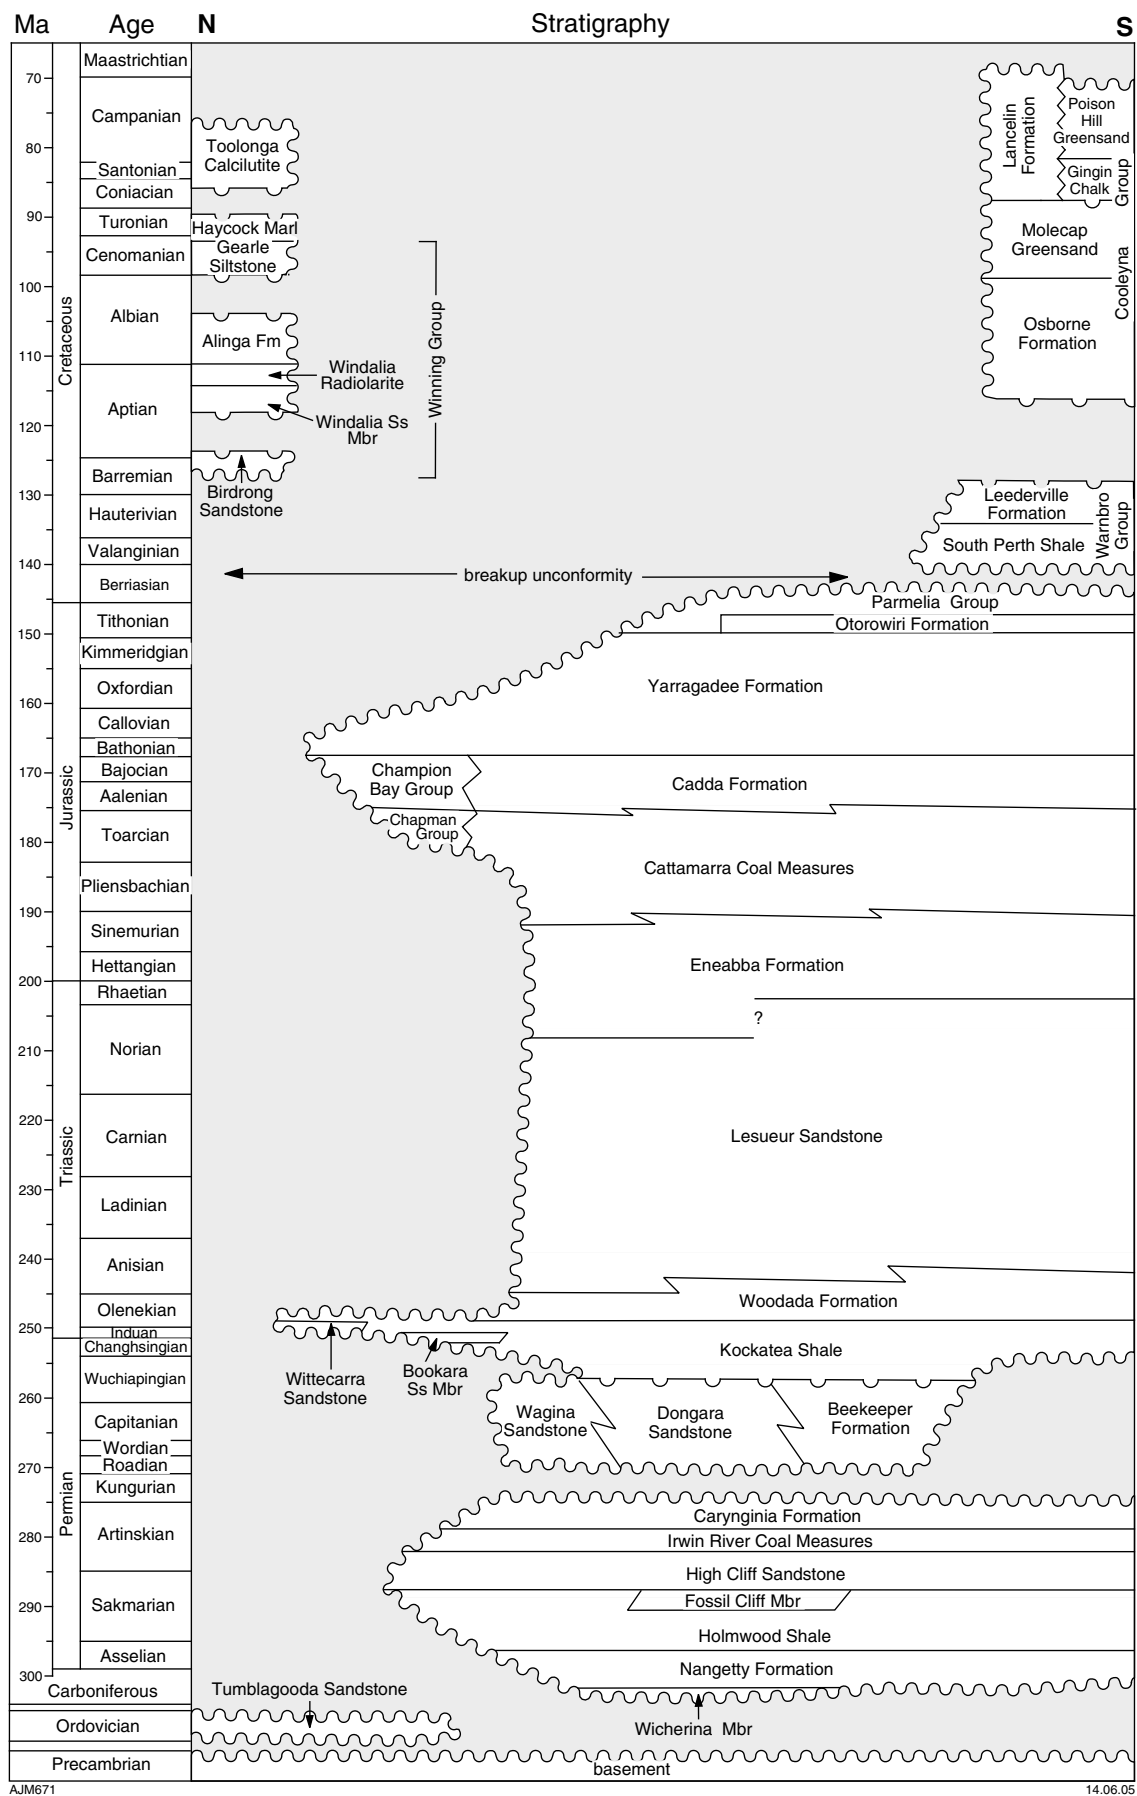 Ma
Age
N
Stratigraphy
S
Maastrichtian
70
Campanian
80
Santonian
Coniacian
90
Turonian
Cenomanian
100
Albian
110
Aptian
120
Barremian
130
Hauterivian
Valanginian
140
Berriasian
Cretaceous
Tithonian
150
Kimmeridgian
Oxfordian
160
Callovian
Bathonian
170
Bajocian
Aalenian
Toarcian
180
Pliensbachian
190
Sinemurian
Hettangian
200
Jurassic
Rhaetian
Norian
210
Carnian
220
Ladinian
230
Anisian
240
Olenekian
250
Induan
Triassic
Changhsingian
Wuchiapingian
260
Capitanian
Wordian
Roadian
270
Kungurian
Artinskian
280
Sakmarian
290
Asselian
300
Permian
Carboniferous
Ordovician
Precambrian
Toolonga
Calcilutite
Haycock Marl
Gearle
Siltstone
Alinga Fm
Windalia
Radiolarite
Windalia Ss
Mbr
Birdrong
Sandstone
Winning Group
Lancelin
Formation
Poison
Hill
Greensand
Gingin
Chalk
Molecap
Greensand
Osborne
Formation
Cooleyna Group
Leederville
Formation
South Perth Shale
Warnbro
Group
breakup unconformity
Parmelia Group
Otorowiri Formation
Yarragadee Formation
Champion
Bay Group
Cadda Formation
Chapman
Group
Cattamarra Coal Measures
Eneabba Formation
?
Lesueur Sandstone
Woodada Formation
Kockatea Shale
Wittecarra
Sandstone
Bookara
Ss Mbr
Wagina
Sandstone
Dongara
Sandstone
Beekeeper
Formation
Carynginia Formation
Irwin River Coal Measures
High Cliff Sandstone
Fossil Cliff Mbr
Holmwood Shale
Nangetty Formation
Tumblagooda Sandstone
Wicherina Mbr
basement
AJM671
14.06.05